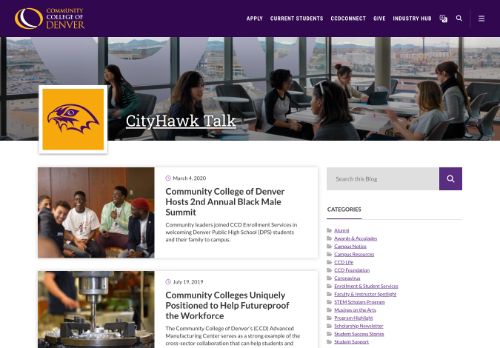 COMMUNITY
COLLEGE OF
DENVER
APPLY CURRENT STUDENTS CCDCONNECT GIVE INDUSTRY HUB
CityHawk Talk
March 4, 2020
Community College of Denver
Hosts 2nd Annual Black Male
Summit
Community leaders joined CCD Enrollment Services in
welcoming Denver Public High School (DPS) students
and their family to campus.
July 19, 2019
Community Colleges Uniquely
Positioned to Help Futureproof
the Workforce
The Community College of Denver's (CCD) Advanced
Manufacturing Center serves as a strong example of the
cross-sector collaboration that can help students and
Search this Blog
CATEGORIES
Alumni
Awards & Accolades
Campus Notice
Campus Resources
CCD Life
CCD Foundation
Coronavirus
Enrollment & Student Services
Faculty & Instructor Spotlight
STEM Scholars Program
Musings on the Arts
Program Highlight
Scholarship Newsletter
Student Success Stories
Student Support